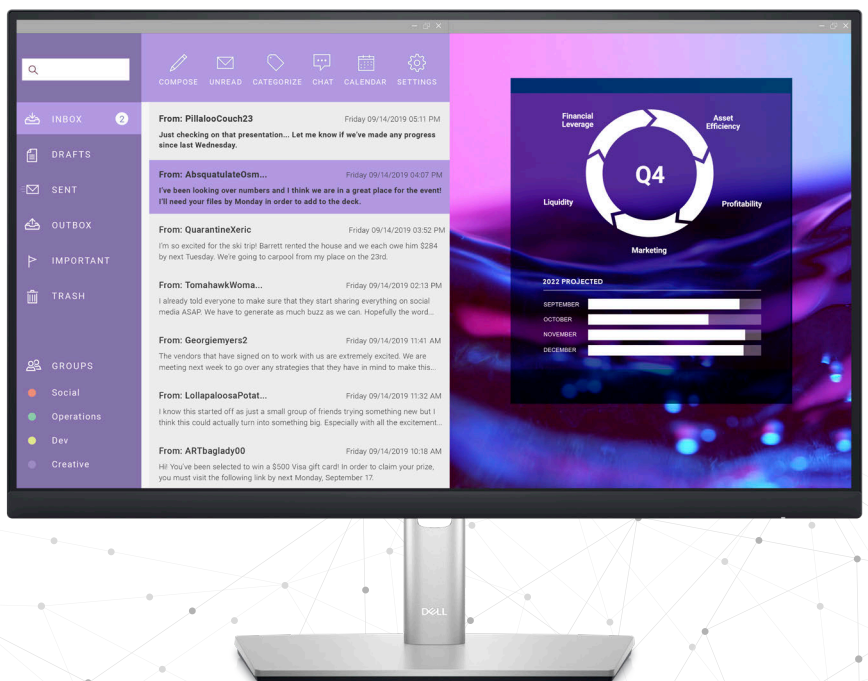 COMPOSE
UNREAD
CATEGORIZE
CHAT
CALENDAR
SETTINGS
INBOX 2
DRAFTS
SENT
OUTBOX
IMPORTANT
TRASH
GROUPS
Social
Operations
Dev
Creative
From: PillalooCouch23 Friday 09/14/2019 05:11 PM
Just checking on that presentation... Let me know if we've made any progress
since last Wednesday.
From: AbsquatulateOsm... Friday 09/14/2019 04:07 PM
I've been looking over numbers and I think we are in a great place for the event!
I'll need your files by Monday in order to add to the deck.
From: QuarantineXeric Friday 09/14/2019 03:52 PM
I'm so excited for the ski trip! Barrett rented the house and we each owe him $284
by next Tuesday. We're going to carpool from my place on the 23rd.
From: TomahawkWoma... Friday 09/14/2019 02:13 PM
I already told everyone to make sure that they start sharing everything on social
media ASAP. We have to generate as much buzz as we can. Hopefully the word...
From: Georgiemyers2 Friday 09/14/2019 11:41 AM
The vendors that have signed on to work with us are extremely excited. We are
meeting next week to go over any strategies that they have in mind to make this...
From: LollapaloosaPotat... Friday 09/14/2019 11:32 AM
I know this started off as just a small group of friends trying something new but I
think this could actually turn into something big. Especially with all the excitement...
From: ARTbaglady00 Friday 09/14/2019 10:18 AM
Hi! You've been selected to win a $500 Visa gift card! In order to claim your prize,
you must visit the following link by next Monday, September 17.
Financial
Leverage
Asset
Efficiency
Q4
Liquidity
Profitability
Marketing
2022 PROJECTED
SEPTEMBER
OCTOBER
NOVEMBER
DECEMBER
DELL